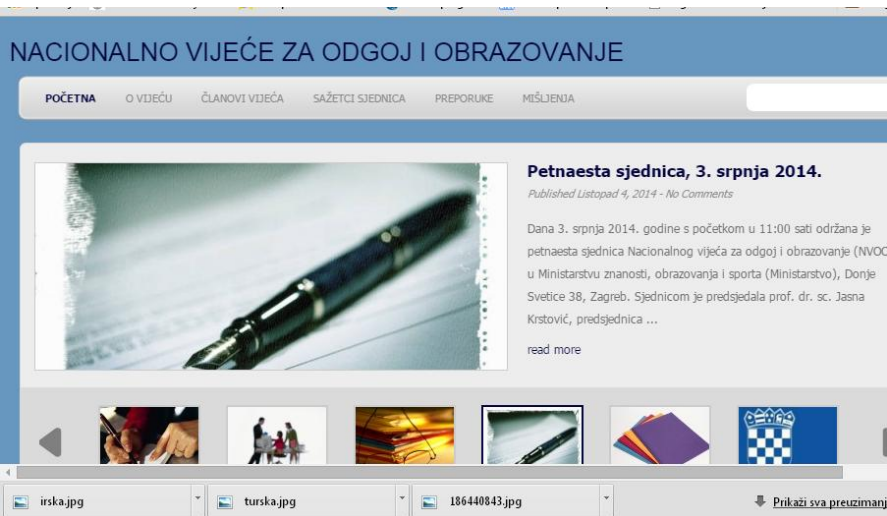 NACIONALNO VIJEĆE ZA ODGOJ I OBRAZOVANJE
POČETNA O VIJEĆU ČLANOVI VIJEĆA SAŽETCI SJEDNICA PREPORUKE MIŠLJENJA
Petnaesta sjednica, 3. srpnja 2014.
Published Listopad 4, 2014 - No Comments
Dana 3. srpnja 2014. godine s početkom u 11:00 sati održana je
petnaesta sjednica Nacionalnog vijeća za odgoj i obrazovanje (NVOO
u Ministarstvu znanosti, obrazovanja i sporta (Ministarstvo), Donje
Svetice 38, Zagreb. Sjednicom je predsjedala prof. dr. sc. Jasna
Krstović, predsjednica ...
read more
irska.jpg turska.jpg 186440843.jpg Prikaži sva preuzimanj